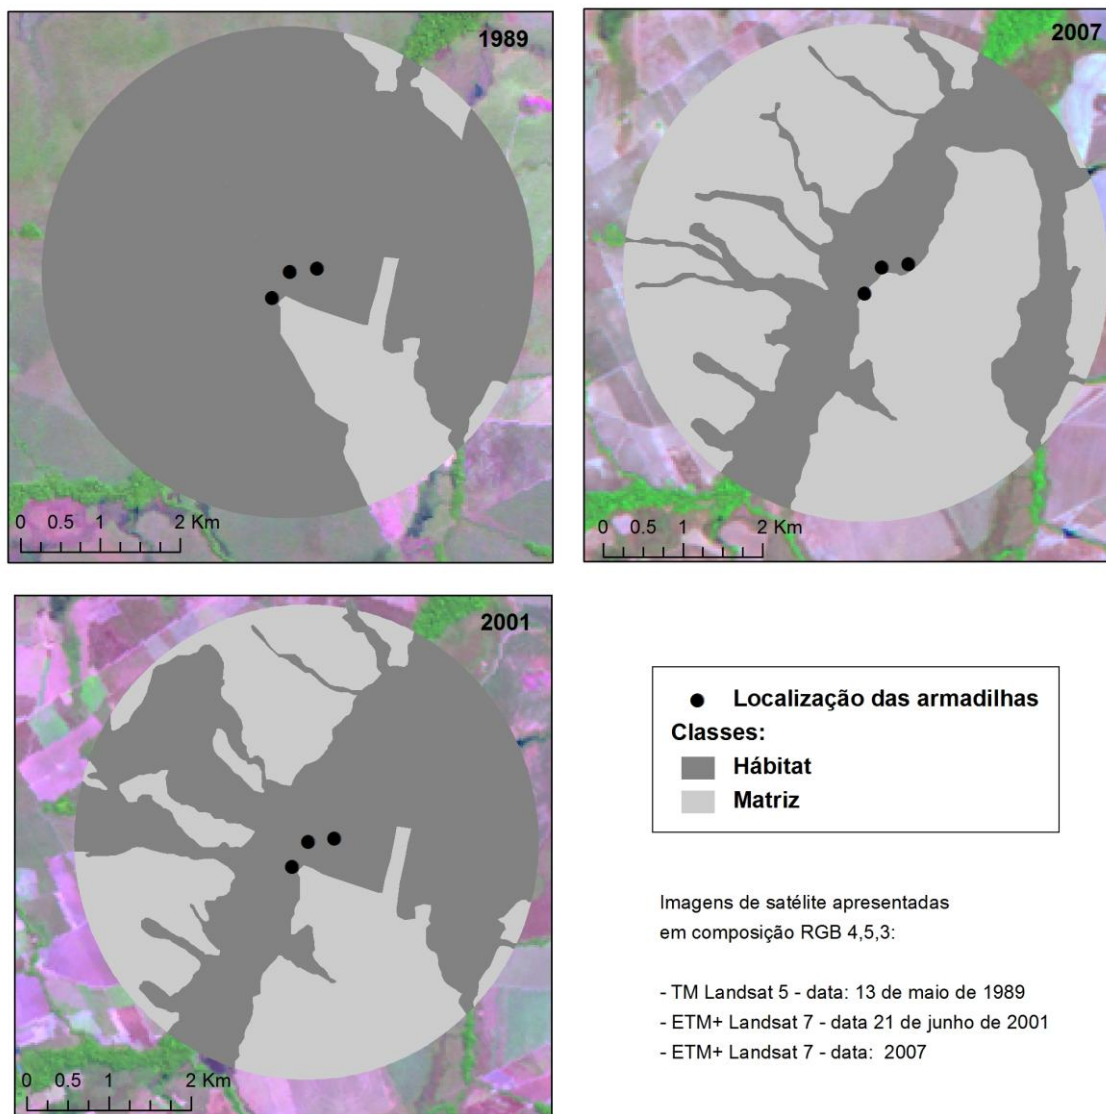 1989
0 0.5 1 2 Km
2007
0 0.5 1 2 Km
2001
0 0.5 1 2 Km
Localização das armadilhas
Classes:
Hábitat
Matriz
Imagens de satélite apresentadas
em composição RGB 4,5,3:
- TM Landsat 5 - data: 13 de maio de 1989
- ETM+ Landsat 7 - data 21 de junho de 2001
- ETM+ Landsat 7 - data: 2007